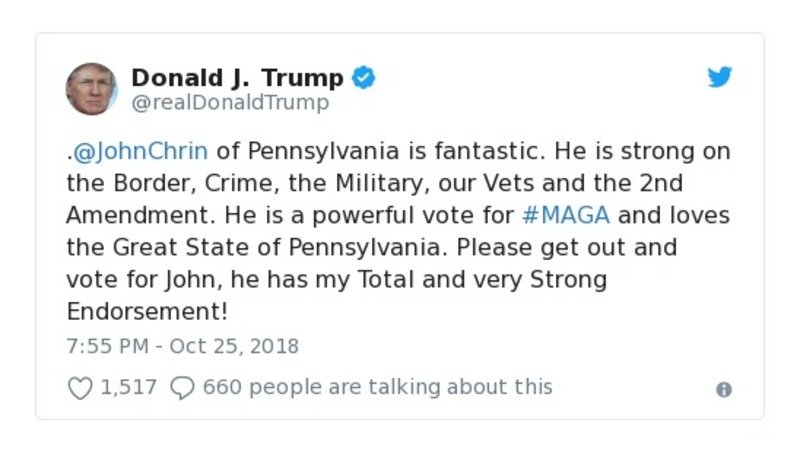 Donald J. Trump
@realDonaldTrump
.@JohnChrin of Pennsylvania is fantastic. He is strong on
the Border, Crime, the Military, our Vets and the 2nd
Amendment. He is a powerful vote for #MAGA and loves
the Great State of Pennsylvania. Please get out and
vote for John, he has my Total and very Strong
Endorsement!
7:55 PM - Oct 25, 2018
1,517 660 people are talking about this